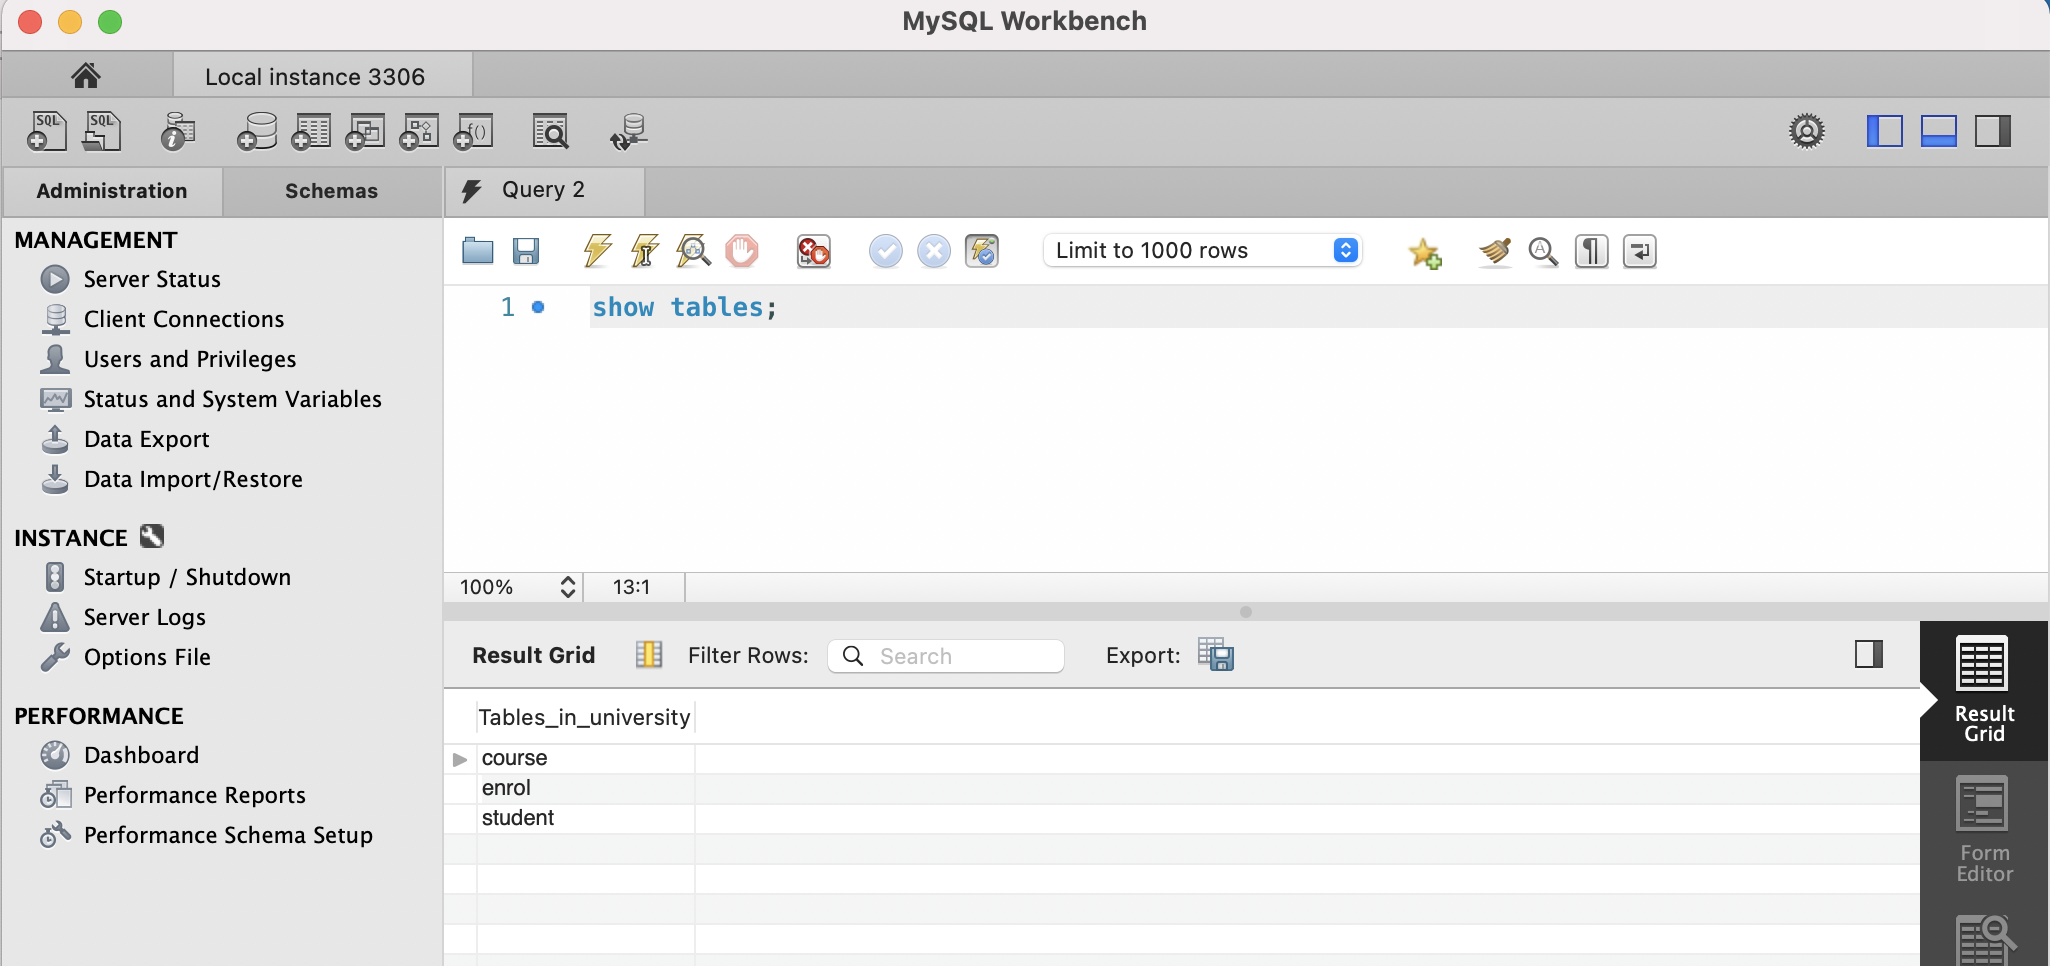 MySQL Workbench
Local instance 3306
SQL
SQL
i
f()
Administration
Schemas
Query 2
MANAGEMENT
Server Status
Client Connections
Users and Privileges
Status and System Variables
Data Export
Data Import/Restore
INSTANCE
Startup / Shutdown
Server Logs
Options File
PERFORMANCE
Dashboard
Performance Reports
Performance Schema Setup
Limit to 1000 rows
A
¶
1
show tables;
100%
13:1
Result Grid
Filter Rows:
Search
Export:
Tables_in_university
course
enrol
student
Result
Grid
Form
Editor